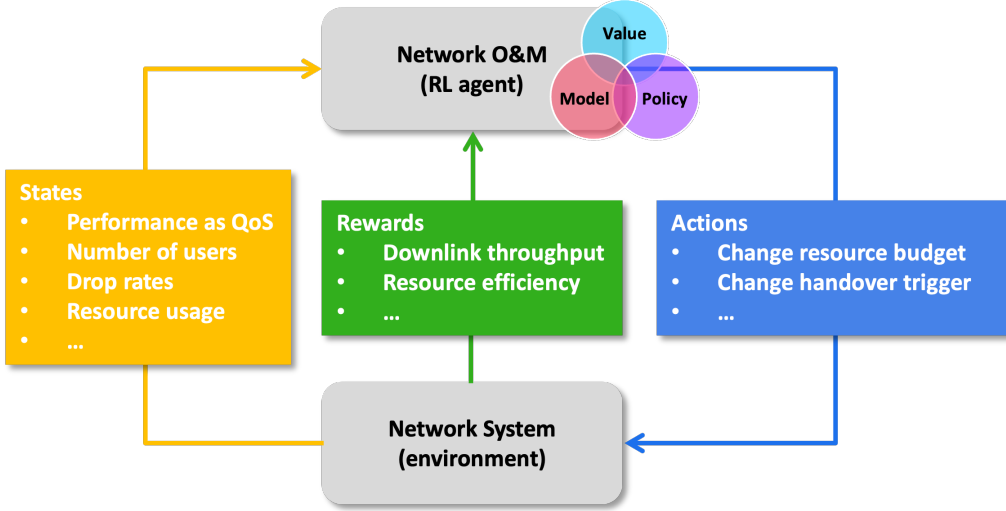 Network O&M
(RL agent)
Value
Model
Policy
States
• Performance as QoS
• Number of users
• Drop rates
• Resource usage
• ...
Rewards
• Downlink throughput
• Resource efficiency
• ...
Actions
• Change resource budget
• Change handover trigger
• ...
Network System
(environment)